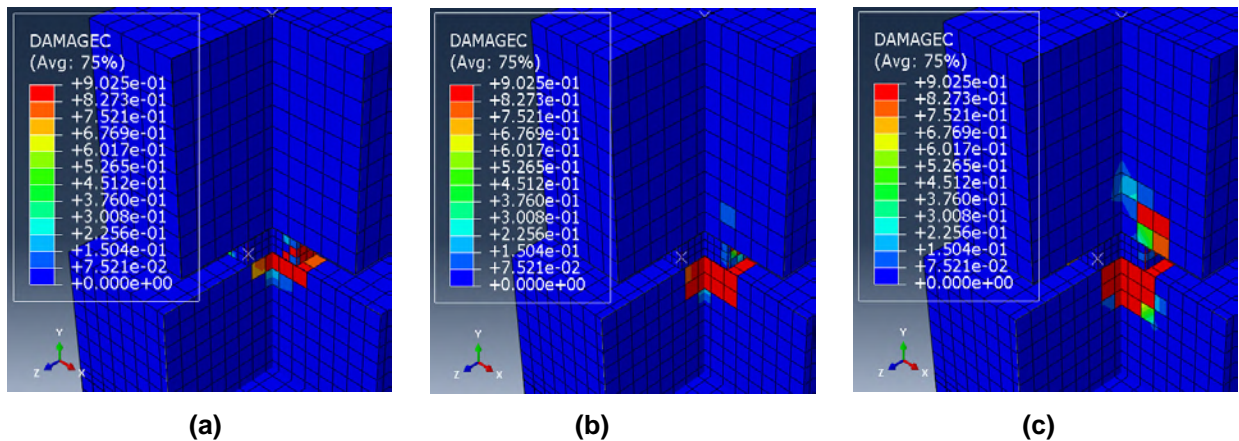 DAMAGEC
(Avg: 75%)
+9.025e-01
+8.273e-01
+7.521e-01
+6.769e-01
+6.017e-01
+5.265e-01
+4.512e-01
+3.760e-01
+3.008e-01
+2.256e-01
+1.504e-01
+7.521e-02
+0.000e+00
Y
Z
X
(a)
DAMAGEC
(Avg: 75%)
+9.025e-01
+8.273e-01
+7.521e-01
+6.769e-01
+6.017e-01
+5.265e-01
+4.512e-01
+3.760e-01
+3.008e-01
+2.256e-01
+1.504e-01
+7.521e-02
+0.000e+00
Y
Z
X
(b)
DAMAGEC
(Avg: 75%)
+9.025e-01
+8.273e-01
+7.521e-01
+6.769e-01
+6.017e-01
+5.265e-01
+4.512e-01
+3.760e-01
+3.008e-01
+2.256e-01
+1.504e-01
+7.521e-02
+0.000e+00
Y
Z
X
(c)